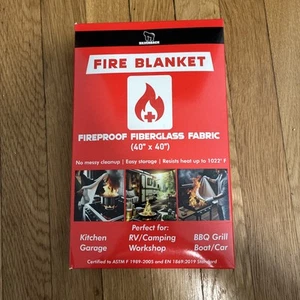 FIRE BLANKET
FIREPROOF FIBERGLASS FABRIC
(40" x 40")
No messy cleanup | Easy storage | Resists heat up to 1022° F
Perfect for:
Kitchen RV/Camping BBQ Grill
Garage Workshop Boat/Car
Certified to ASTM F 1989-2005 and EN 1869:2019 Standard